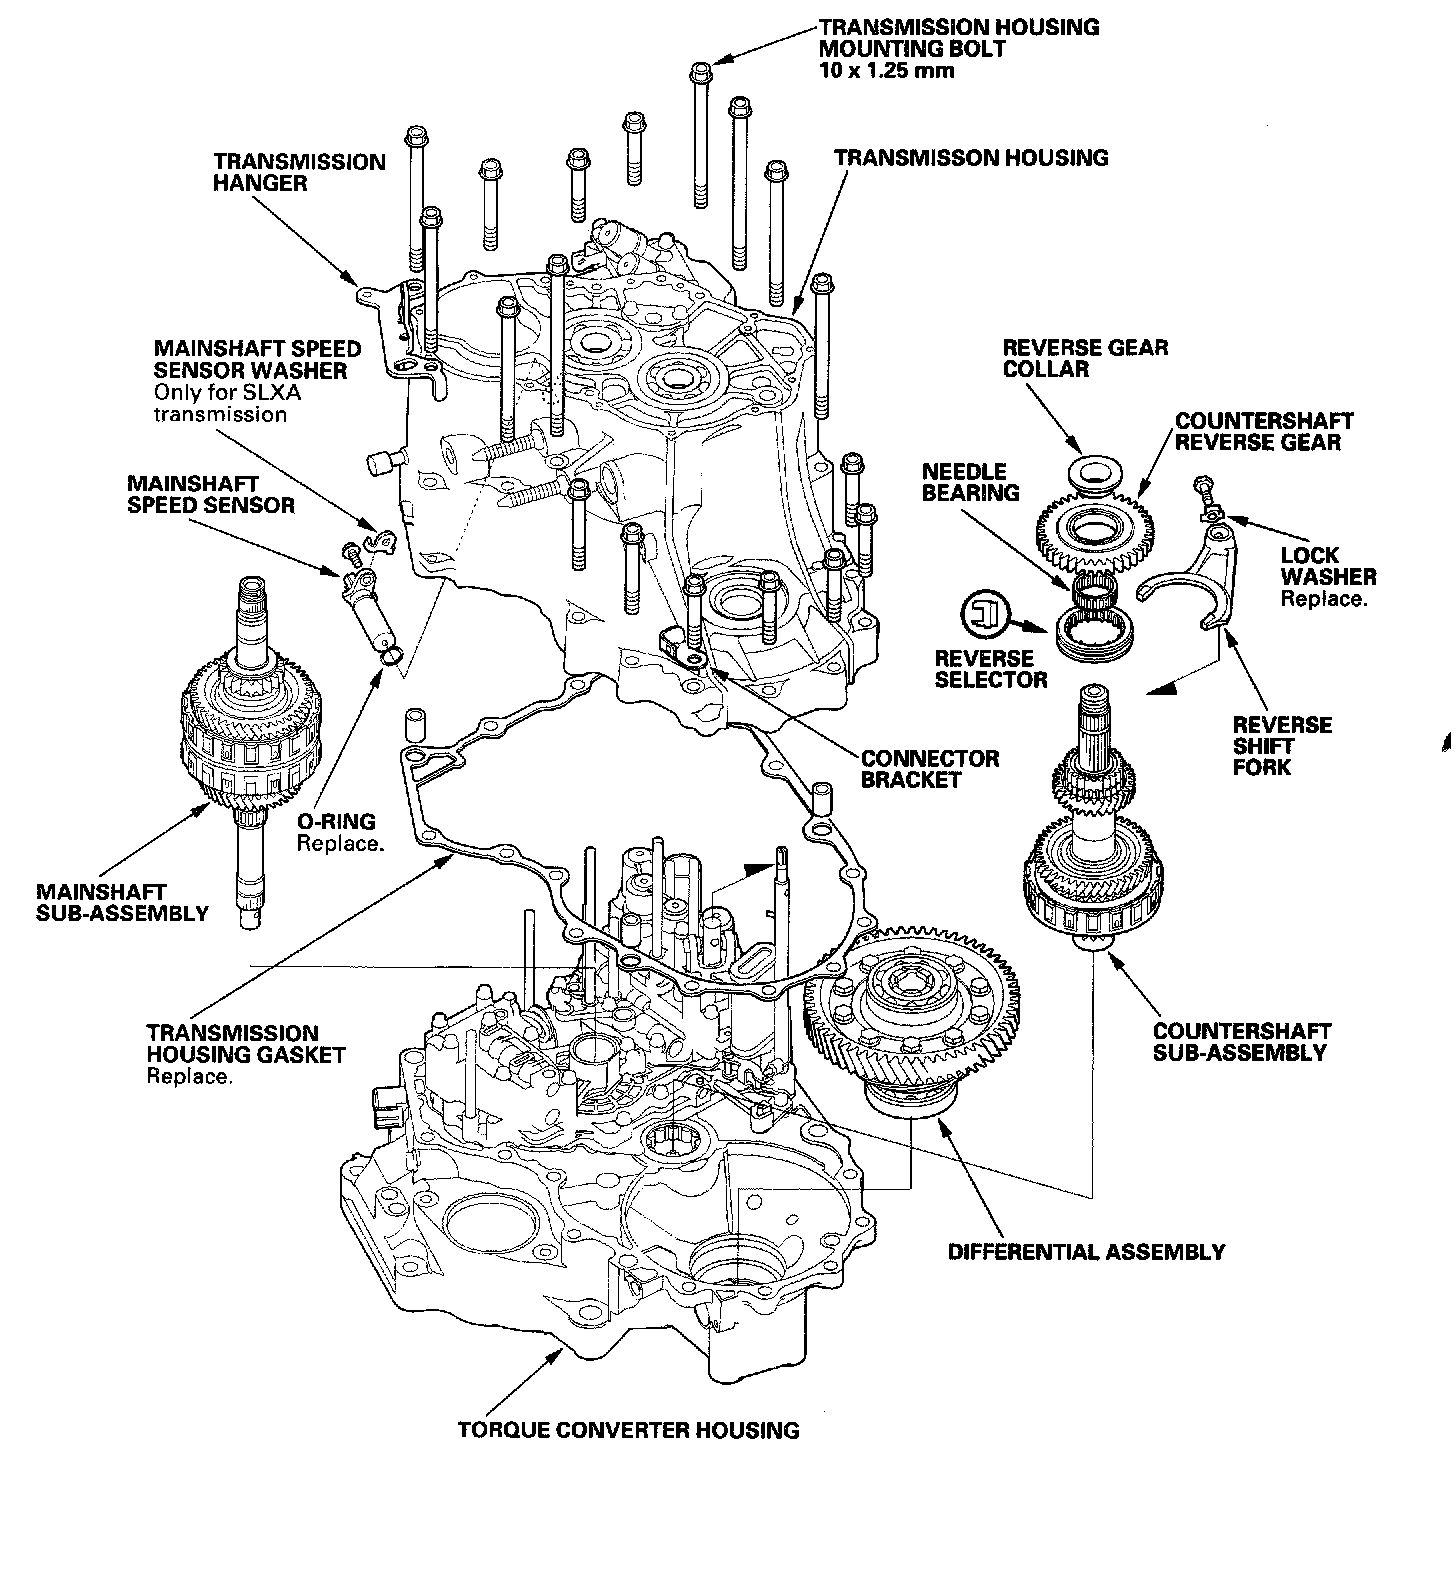 TRANSMISSION HOUSING
MOUNTING BOLT
10 x 1.25 mm
TRANSMISSION
HANGER
TRANSMISSON HOUSING
MAINSHAFT SPEED
SENSOR WASHER
Only for SLXA
transmission
REVERSE GEAR
COLLAR
COUNTERSHAFT
REVERSE GEAR
NEEDLE
BEARING
MAINSHAFT
SPEED SENSOR
LOCK
WASHER
Replace.
REVERSE
SELECTOR
REVERSE
SHIFT
FORK
CONNECTOR
BRACKET
O-RING
Replace.
MAINSHAFT
SUB-ASSEMBLY
TRANSMISSION
HOUSING GASKET
Replace.
COUNTERSHAFT
SUB-ASSEMBLY
DIFFERENTIAL ASSEMBLY
TORQUE CONVERTER HOUSING